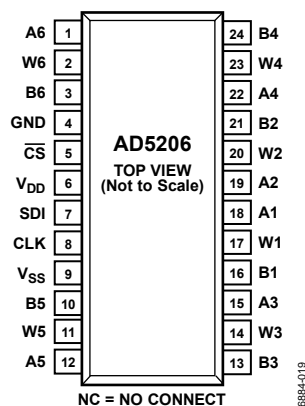 A6 1 24 B4
W6 2 23 W4
B6 3 22 A4
GND 4 21 B2
CS 5 AD5206 20 W2
VDD 6 TOP VIEW 19 A2
(Not to Scale)
SDI 7 18 A1
CLK 8 17 W1
VSS 9 16 B1
B5 10 15 A3
W5 11 14 W3
A5 12 13 B3
NC = NO CONNECT
6884-019